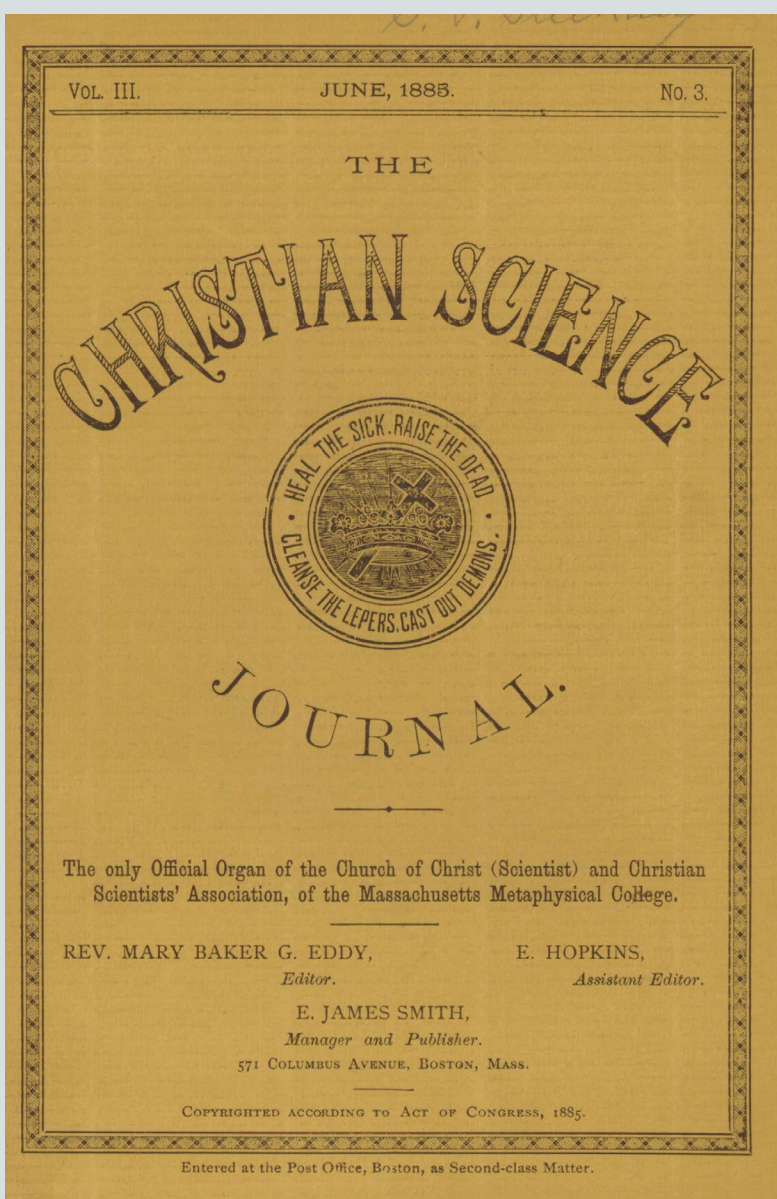 VOL. III.
JUNE, 1885.
No. 3.
THE
CHRISTIAN SCIENCE
HEAL THE SICK. RAISE THE DEAD
CLEANSE THE LEPERS. CAST OUT DEMONS.
JOURNAL.
The only Official Organ of the Church of Christ (Scientist) and Christian
Scientists' Association, of the Massachusetts Metaphysical College.
REV. MARY BAKER G. EDDY,
Editor.
E. HOPKINS,
Assistant Editor.
E. JAMES SMITH,
Manager and Publisher.
571 COLUMBUS AVENUE, BOSTON, MASS.
COPYRIGHTED ACCORDING TO ACT OF CONGRESS, 1885.
Entered at the Post Office, Boston, as Second-class Matter.